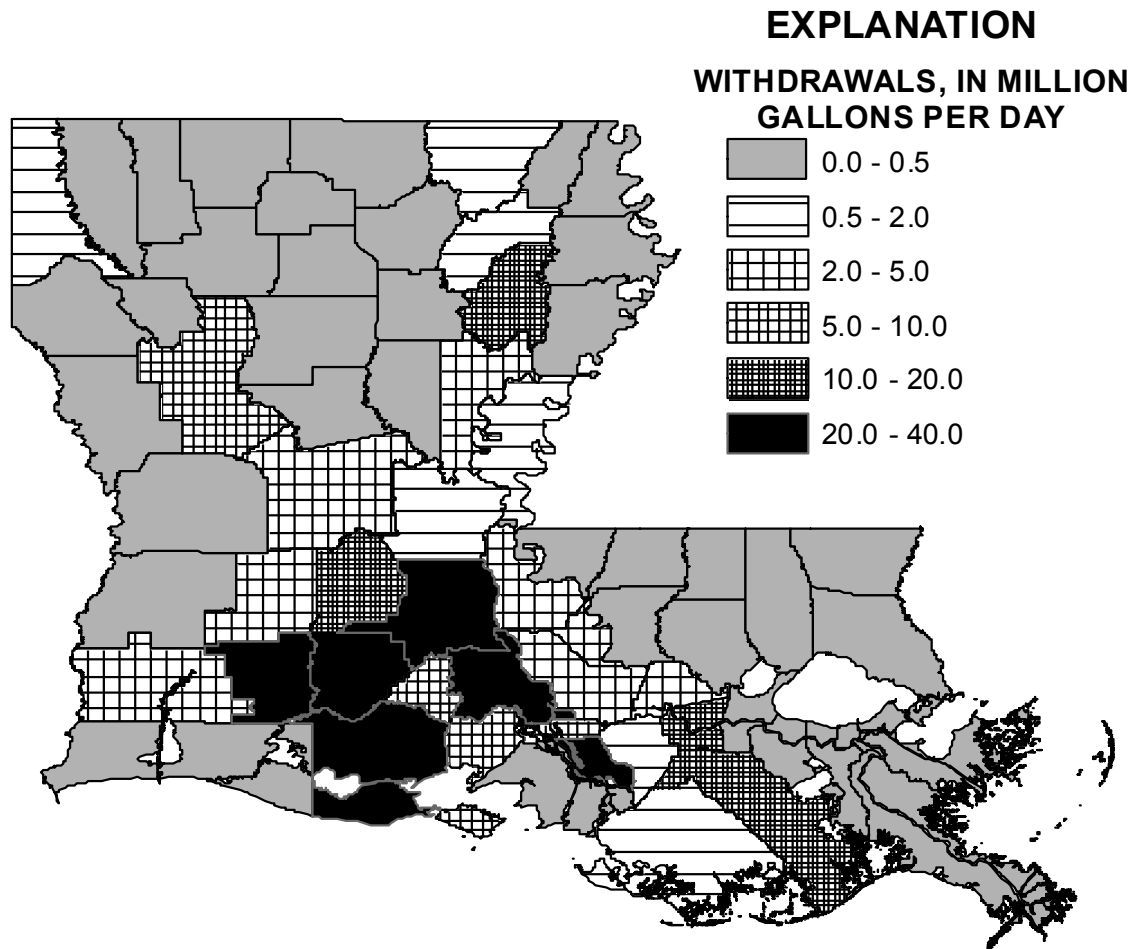 EXPLANATION
WITHDRAWALS, IN MILLION
GALLONS PER DAY
0.0 - 0.5
0.5 - 2.0
2.0 - 5.0
5.0 - 10.0
10.0 - 20.0
20.0 - 40.0